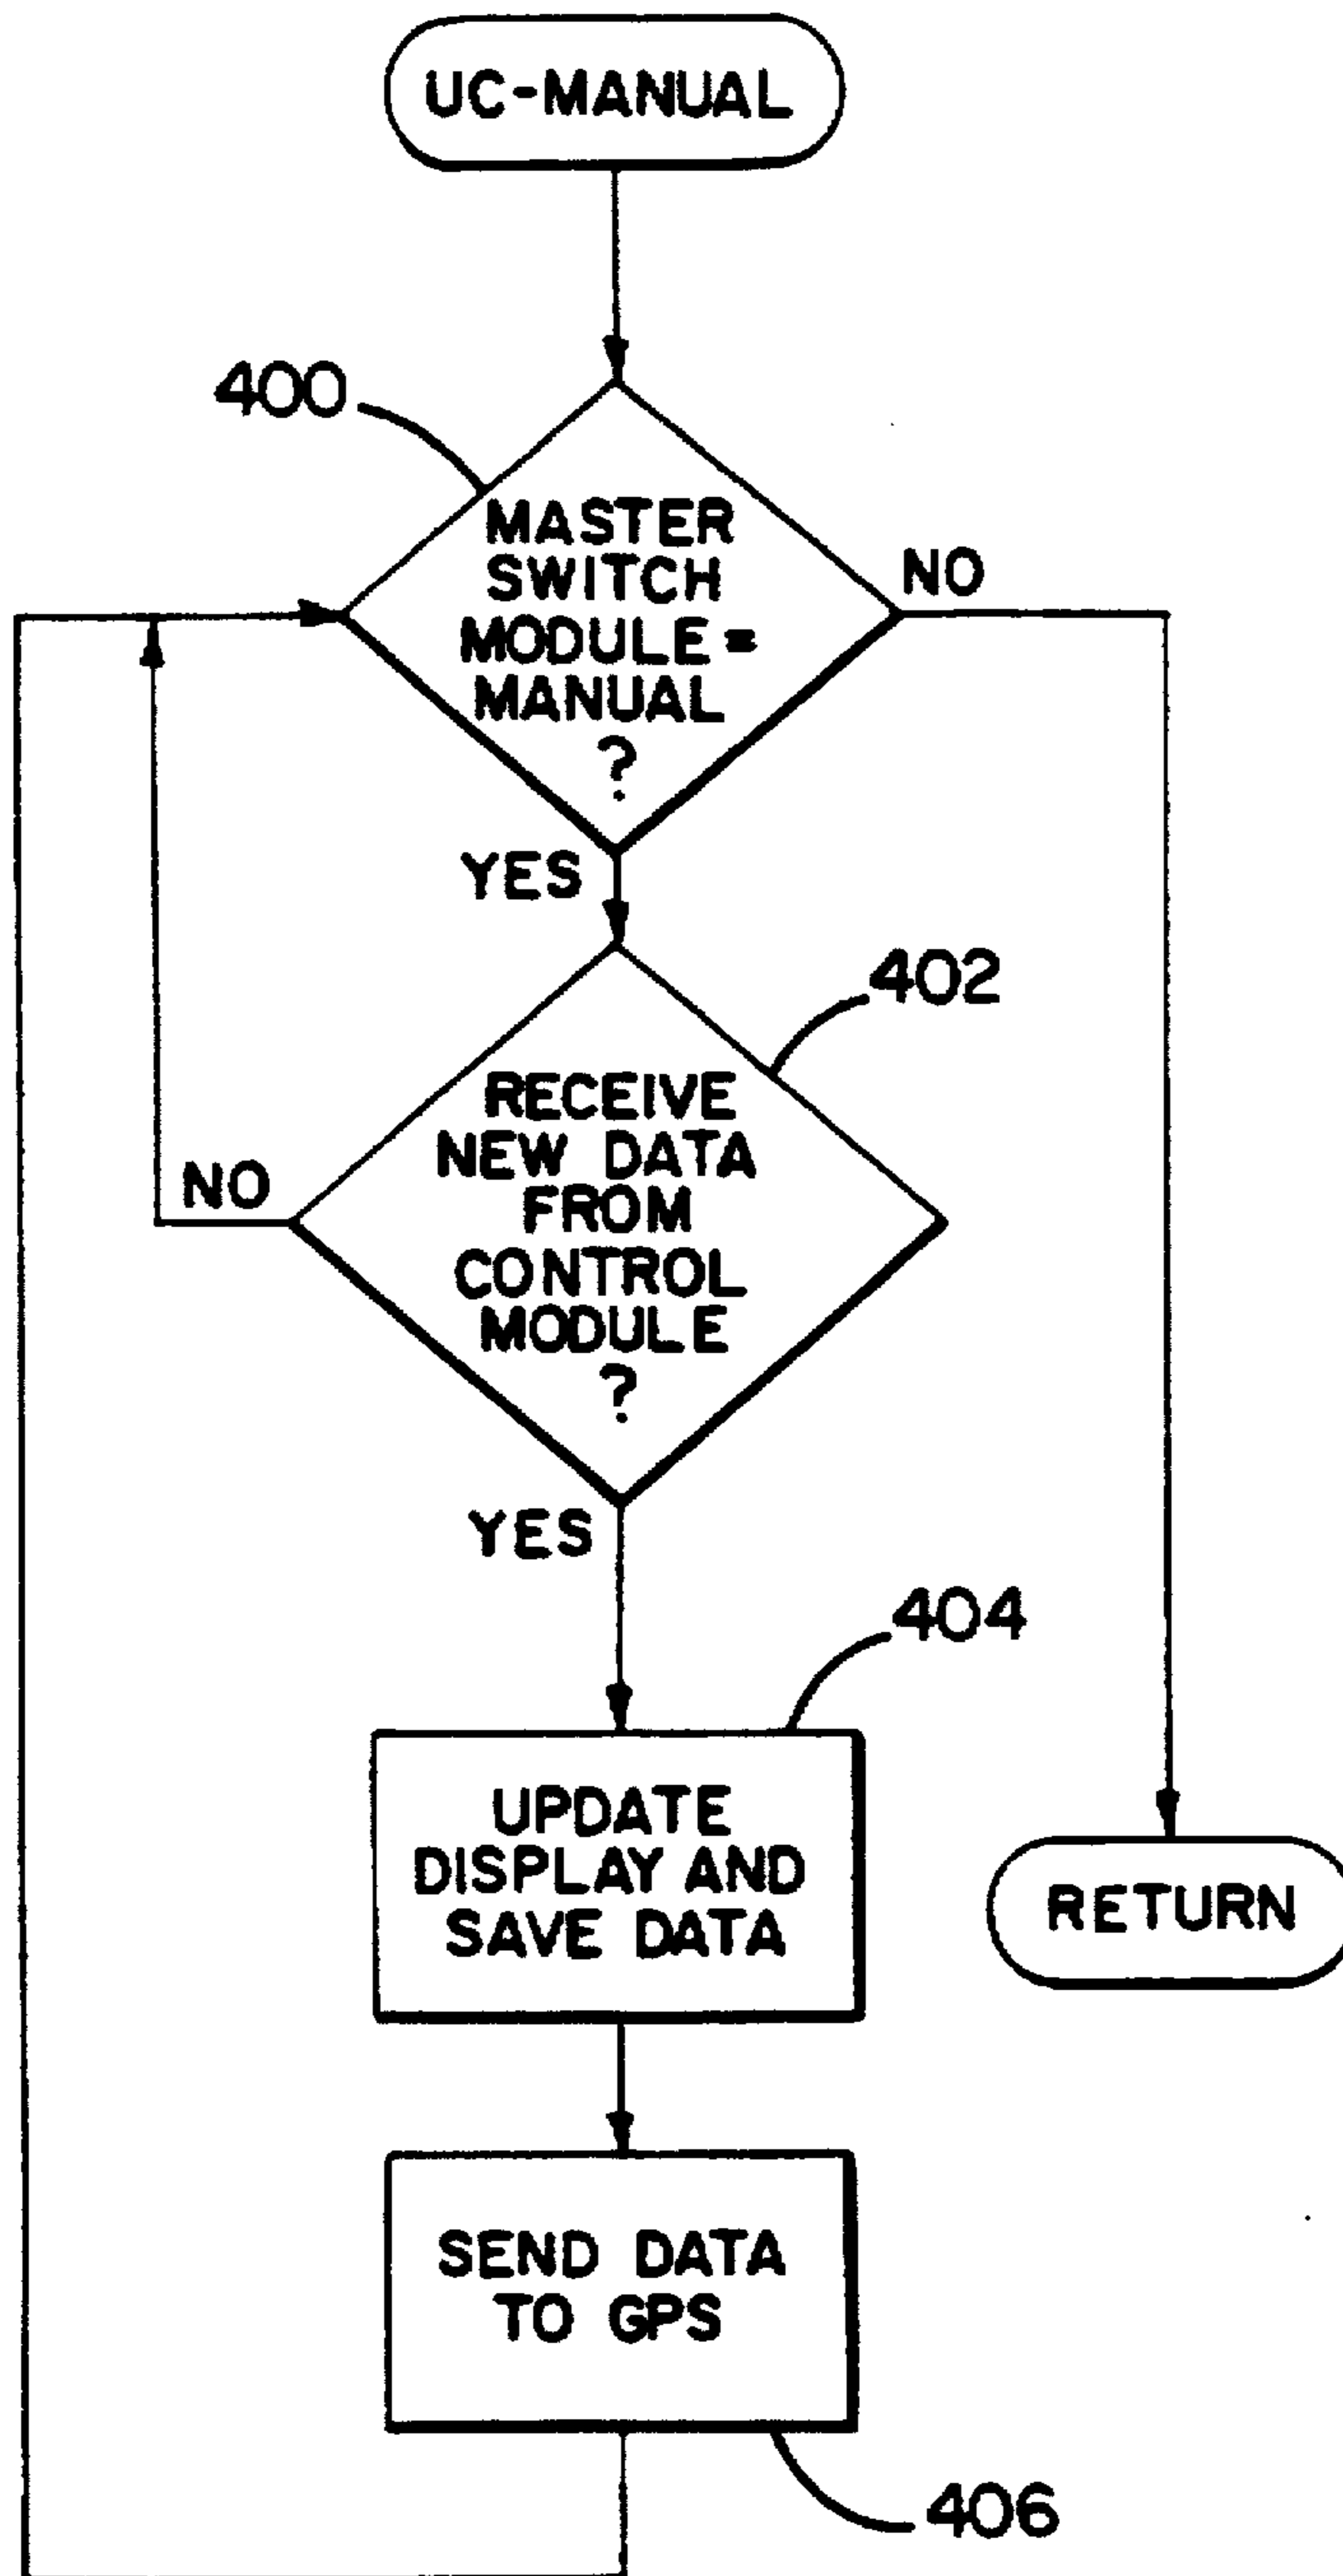 UC-MANUAL
400
MASTER
SWITCH
MODULE =
MANUAL
?
NO
YES
402
RECEIVE
NEW DATA
FROM
CONTROL
MODULE
?
NO
YES
404
UPDATE
DISPLAY AND
SAVE DATA
RETURN
SEND DATA
TO GPS
406